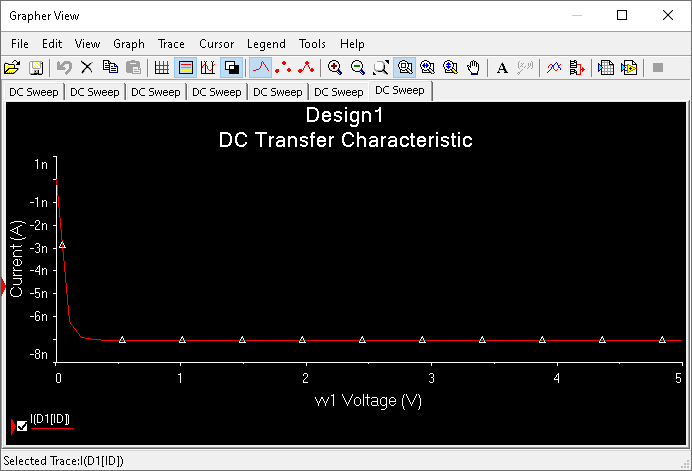 Grapher View
File Edit View Graph Trace Cursor Legend Tools Help
A
DC Sweep DC Sweep DC Sweep DC Sweep DC Sweep DC Sweep DC Sweep
Design1
DC Transfer Characteristic
Current (A)
1n
-1n
-2n
-3n
-4n
-5n
-6n
-8n
0 1 2 3 4 5
vv1 Voltage (V)
I(D1[ID])
Selected Trace:I(D1[ID])